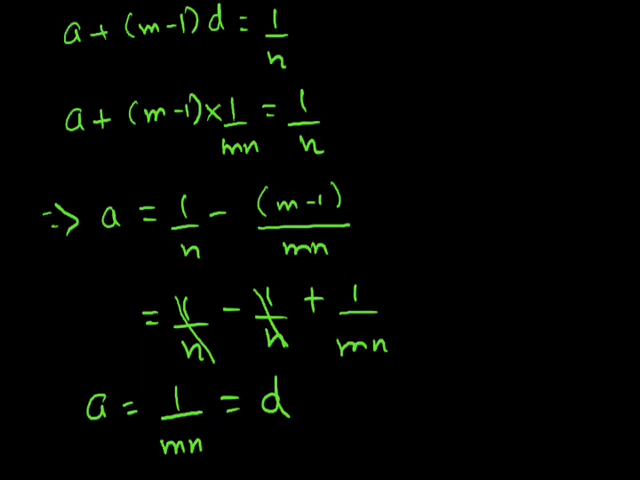 a + (m-1) d = 1/n
a + (m-1) × 1/mn = 1/n
=> a = 1/n - (m-1)/mn
= 1/n - 1/n + 1/mn
a = 1/mn = d